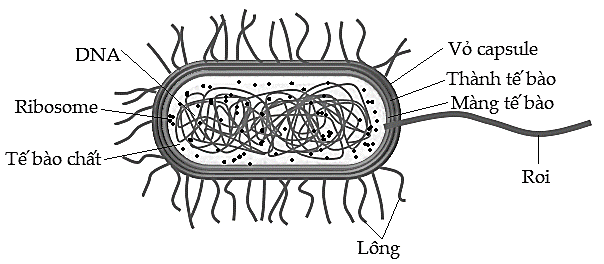 DNA
Ribosome
Tế bào chất
Vỏ capsule
Thành tế bào
Màng tế bào
Roi
Lông